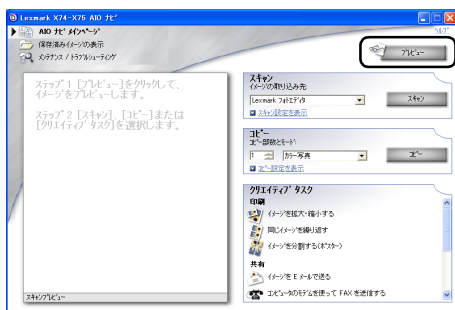 Lexmark X74-X75 AIO ﾅﾋﾞ
AIO ﾅﾋﾞ ﾒｲﾝﾍﾟｰｼﾞ
ﾍﾙﾌﾟ
保存済みｲﾒｰｼﾞの表示
ﾒﾝﾃﾅﾝｽ / ﾄﾗﾌﾞﾙｼｭｰﾃｨﾝｸﾞ
ﾌﾟﾚﾋﾞｭｰ
ｽﾃｯﾌﾟ 1 [ﾌﾟﾚﾋﾞｭｰ]をｸﾘｯｸして、
ｲﾒｰｼﾞをﾌﾟﾚﾋﾞｭｰします。
ｽﾃｯﾌﾟ 2 [ｽｷｬﾝ]、[ｺﾋﾟｰ]または
[ｸﾘｴｲﾃｨﾌﾞ ﾀｽｸ]を選択します。
ｽｷｬﾝﾌﾟﾚﾋﾞｭｰ
ｽｷｬﾝ
ｲﾒｰｼﾞの取り込み先
Lexmark ﾌｫﾄｴﾃﾞｨﾀ
ｽｷｬﾝ
ｽｷｬﾝ設定を表示
ｺﾋﾟｰ
ｺﾋﾟｰ部数とﾓｰﾄﾞ:
1
ｶﾗｰ写真
ｺﾋﾟｰ
ｺﾋﾟｰ設定を表示
ｸﾘｴｲﾃｨﾌﾞ ﾀｽｸ
印刷
ｲﾒｰｼﾞを拡大・縮小する
同じｲﾒｰｼﾞを繰り返す
ｲﾒｰｼﾞを分割する(ﾎﾟｽﾀｰ)
共有
ｲﾒｰｼﾞを E ﾒｰﾙで送る
ｺﾝﾋﾟｭｰﾀのﾓﾃﾞﾑを使って FAX を送信する